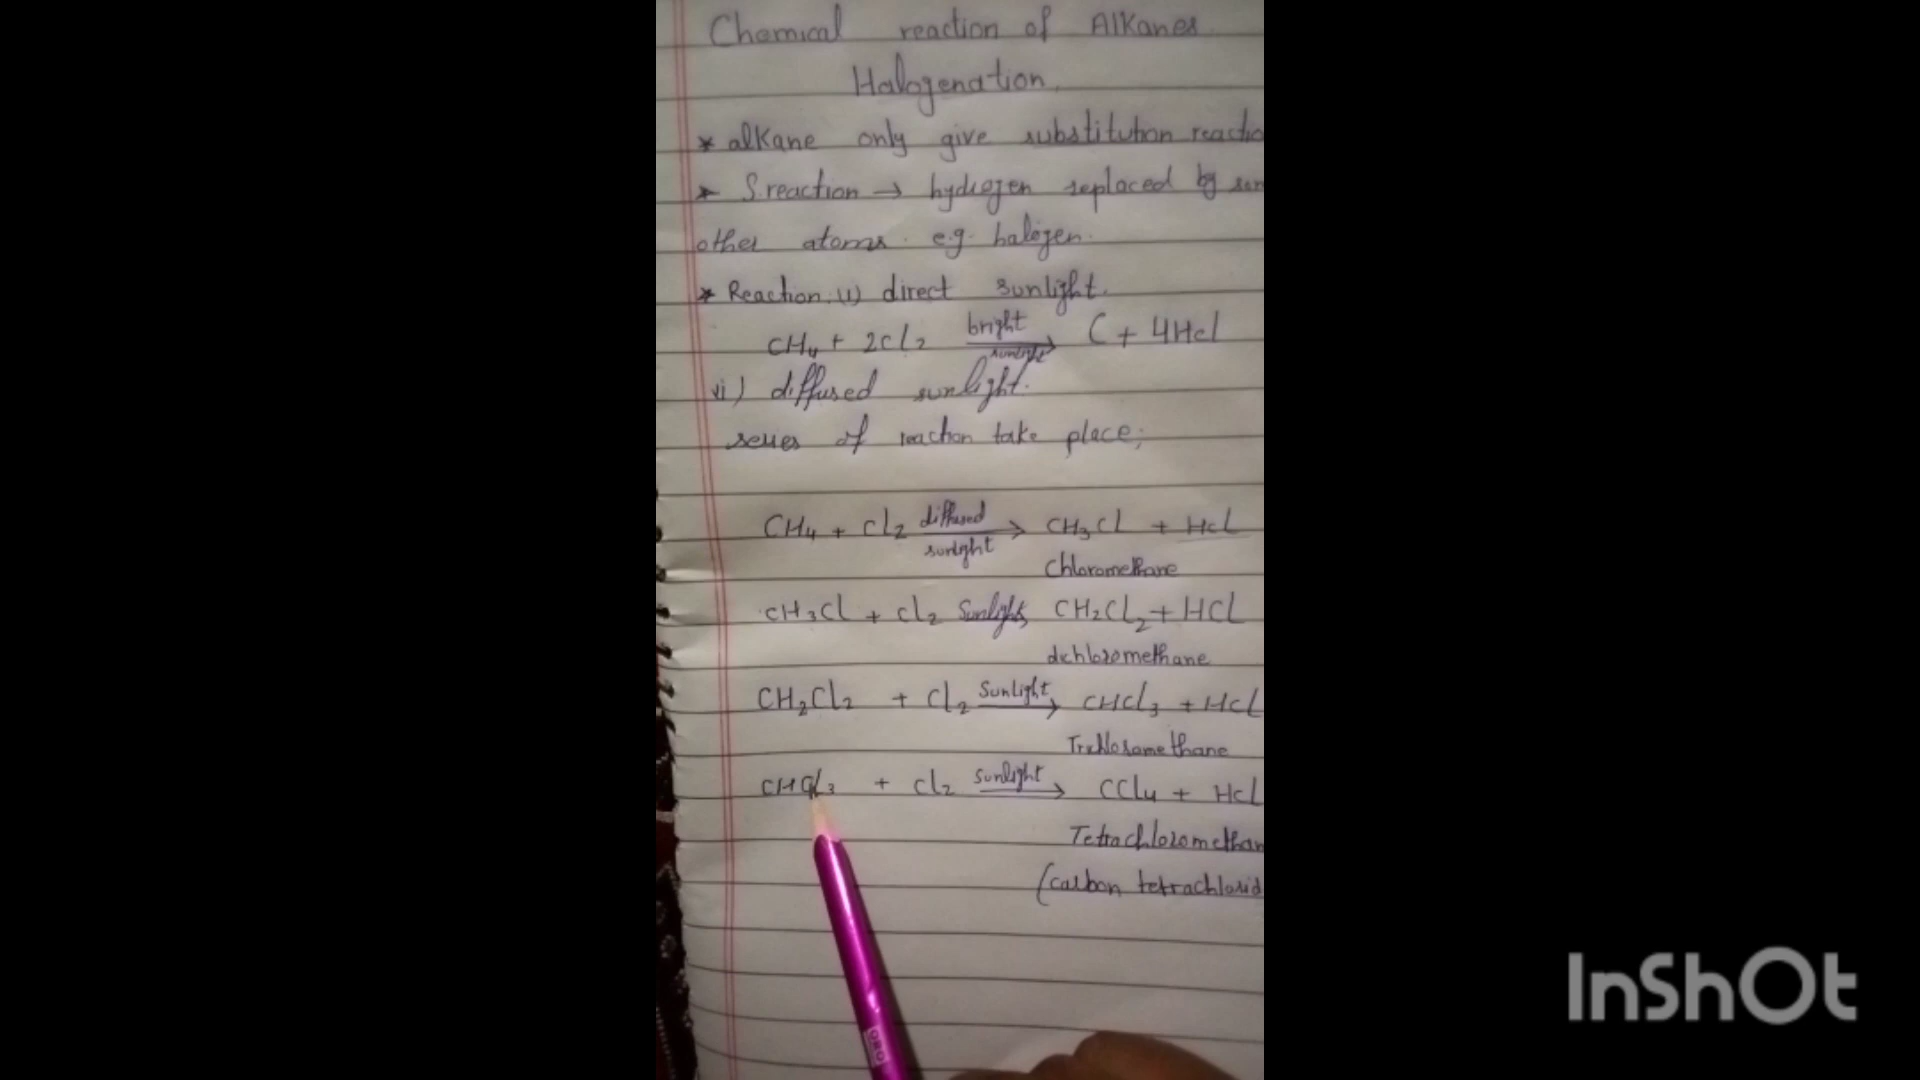 Chemical reaction of Alkanes.
Halogenation.
* alkane only give substitution reactio
* S.reaction → hydrogen replaced by som
other atoms. e.g. halogen.
* Reaction: (i) direct sunlight.
CH₄ + 2Cl₂ bright sunlight → C + 4Hcl
ii) diffused sunlight.
series of reaction take place;
CH₄ + Cl₂ diffused sunlight → CH₃Cl + HCl
Chloromethane
CH₃Cl + Cl₂ Sunlight CH₂Cl₂ + HCl
dichloromethane
CH₂Cl₂ + Cl₂ Sunlight → CHCl₃ + HCl
Trichloromethane
CHCl₃ + Cl₂ Sunlight → CCl₄ + HCl
Tetrachloromethan
(carbon tetrachlorid
ORO
InShOt